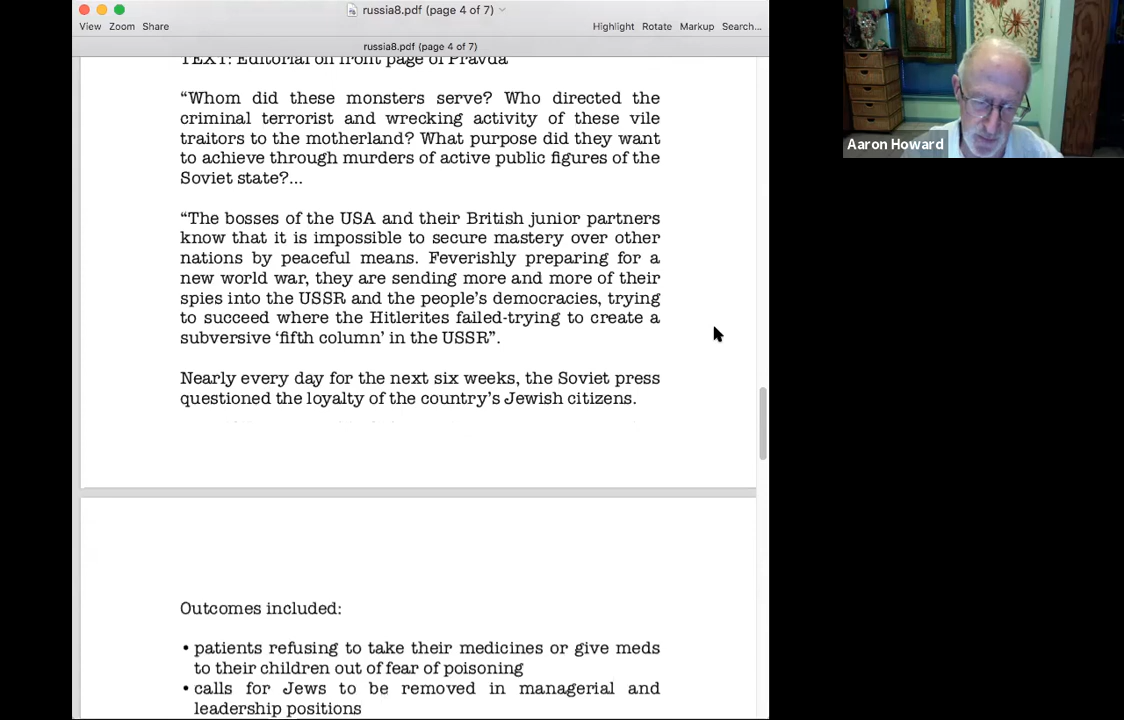 russia8.pdf (page 4 of 7)
View Zoom Share
Highlight Rotate Markup Search...
russia8.pdf (page 4 of 7)
TEXT: Editorial on front page of Pravda
“Whom did these monsters serve? Who directed the
criminal terrorist and wrecking activity of these vile
traitors to the motherland? What purpose did they want
to achieve through murders of active public figures of the
Soviet state?...
“The bosses of the USA and their British junior partners
know that it is impossible to secure mastery over other
nations by peaceful means. Feverishly preparing for a
new world war, they are sending more and more of their
spies into the USSR and the people’s democracies, trying
to succeed where the Hitlerites failed-trying to create a
subversive ‘fifth column’ in the USSR”.
Nearly every day for the next six weeks, the Soviet press
questioned the loyalty of the country’s Jewish citizens.
Outcomes included:
• patients refusing to take their medicines or give meds
to their children out of fear of poisoning
• calls for Jews to be removed in managerial and
leadership positions
Aaron Howard